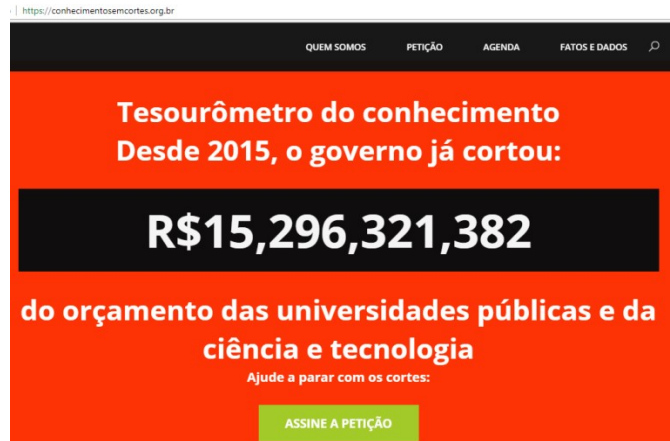 https://conhecimentosemcortes.org.br
QUEM SOMOS PETIÇÃO AGENDA FATOS E DADOS
Tesourômetro do conhecimento
Desde 2015, o governo já cortou:
R$15,296,321,382
do orçamento das universidades públicas e da
ciência e tecnologia
Ajude a parar com os cortes:
ASSINE A PETIÇÃO